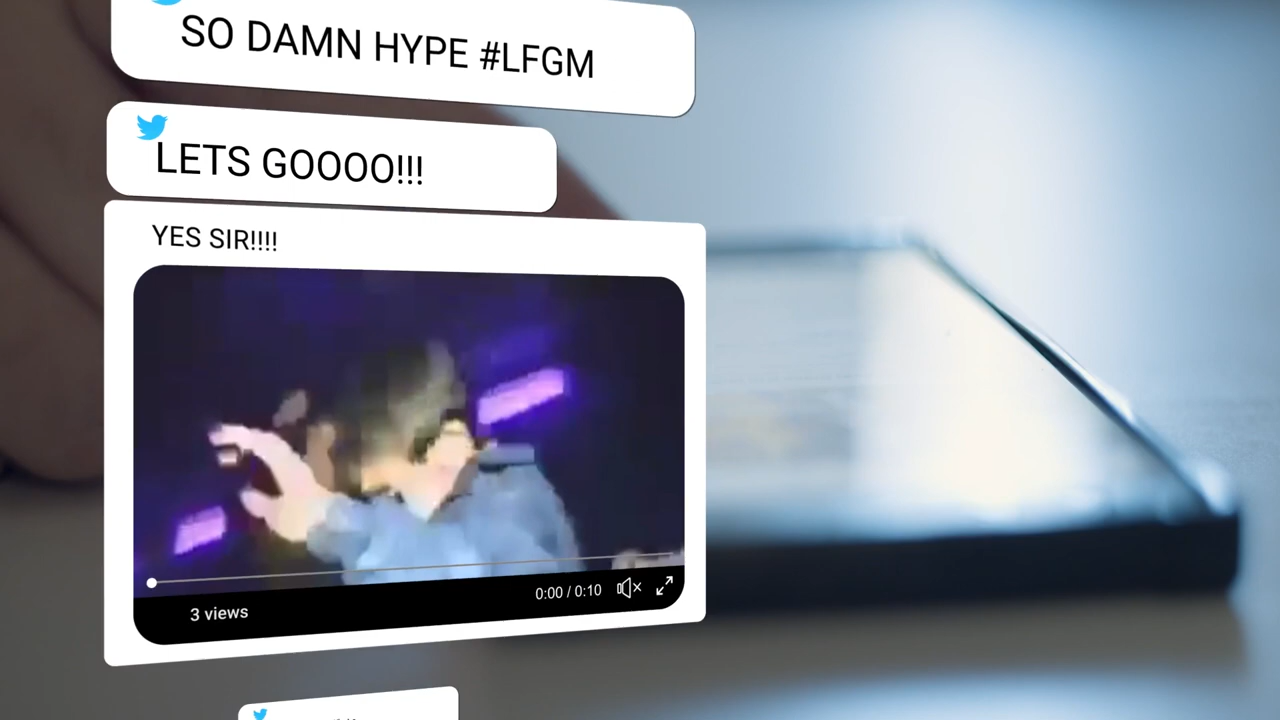 SO DAMN HYPE #LFGM
LETS GOOOO!!!
YES SIR!!!!
0:00 / 0:10
3 views